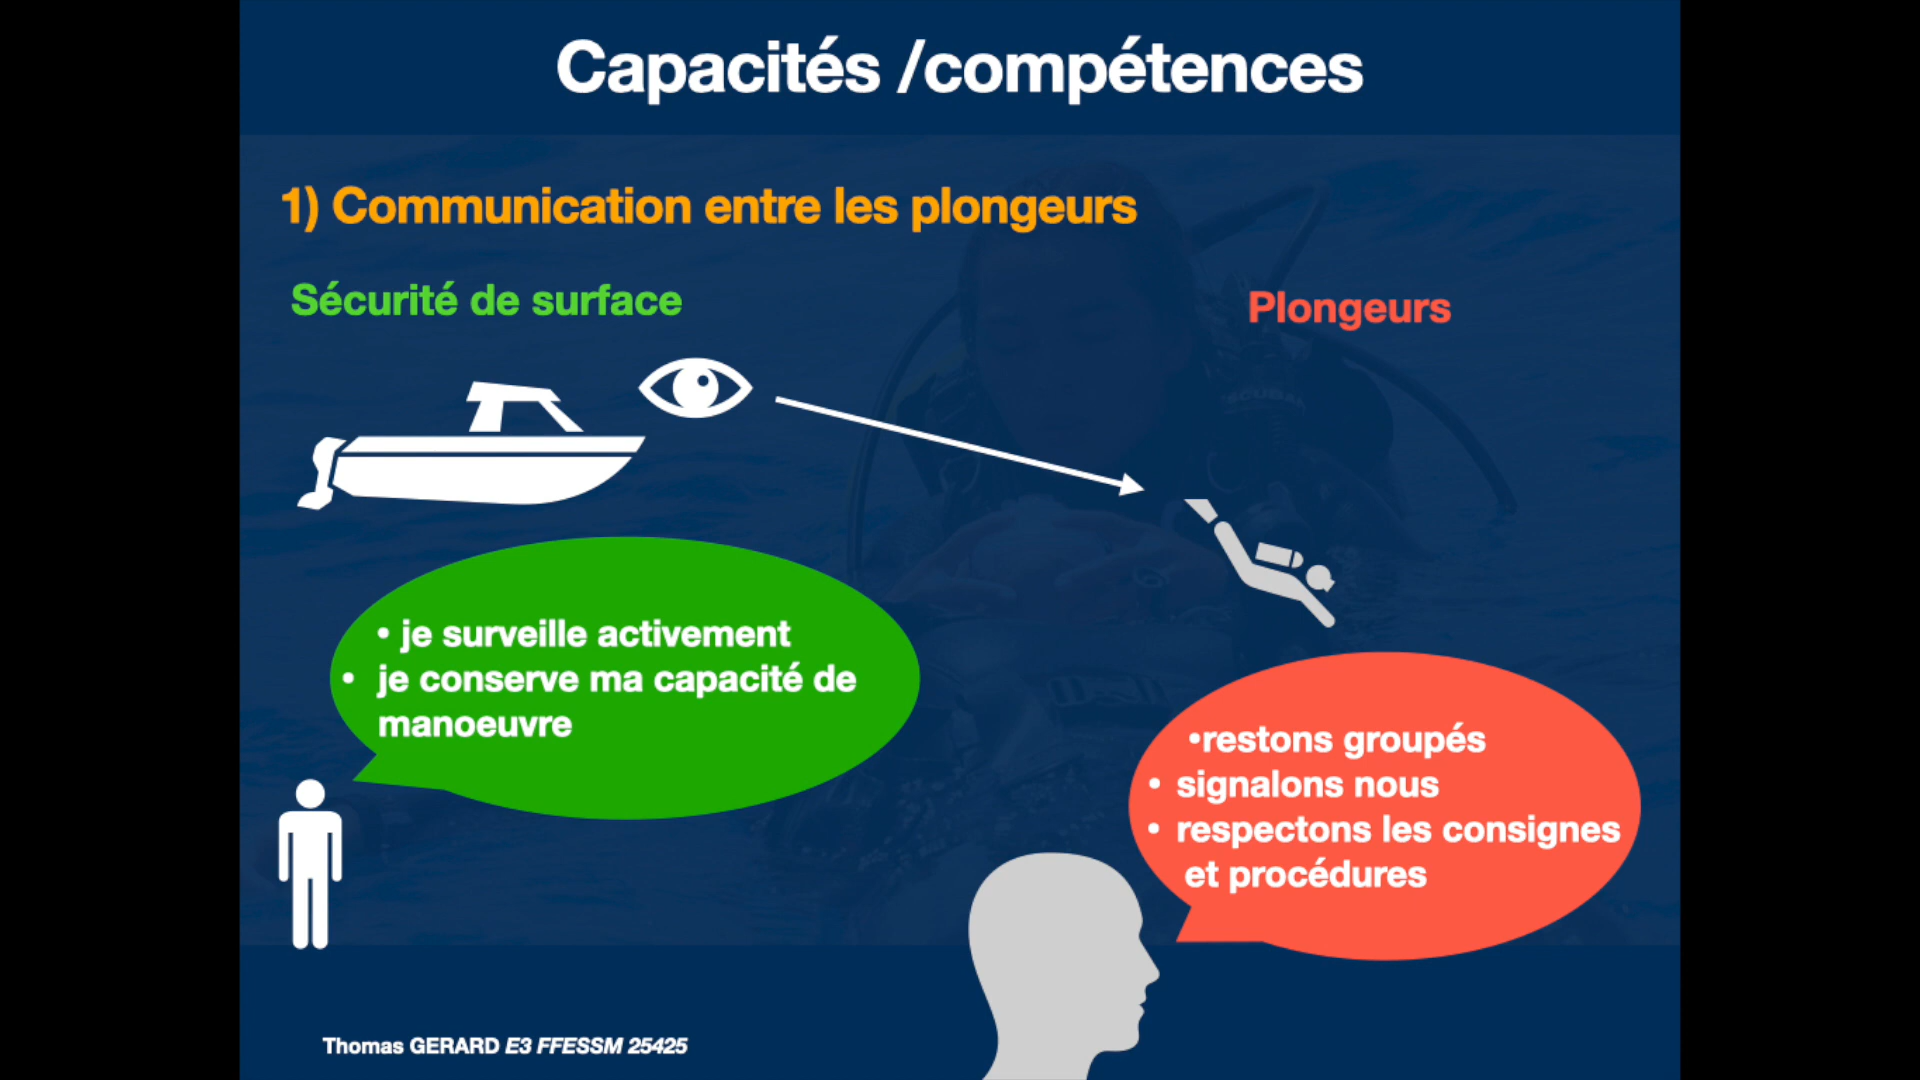 Capacités /compétences
1) Communication entre les plongeurs
Sécurité de surface
Plongeurs
• je surveille activement
• je conserve ma capacité de
manoeuvre
•restons groupés
• signalons nous
• respectons les consignes
et procédures
SCUBA
Thomas GERARD E3 FFESSM 25425